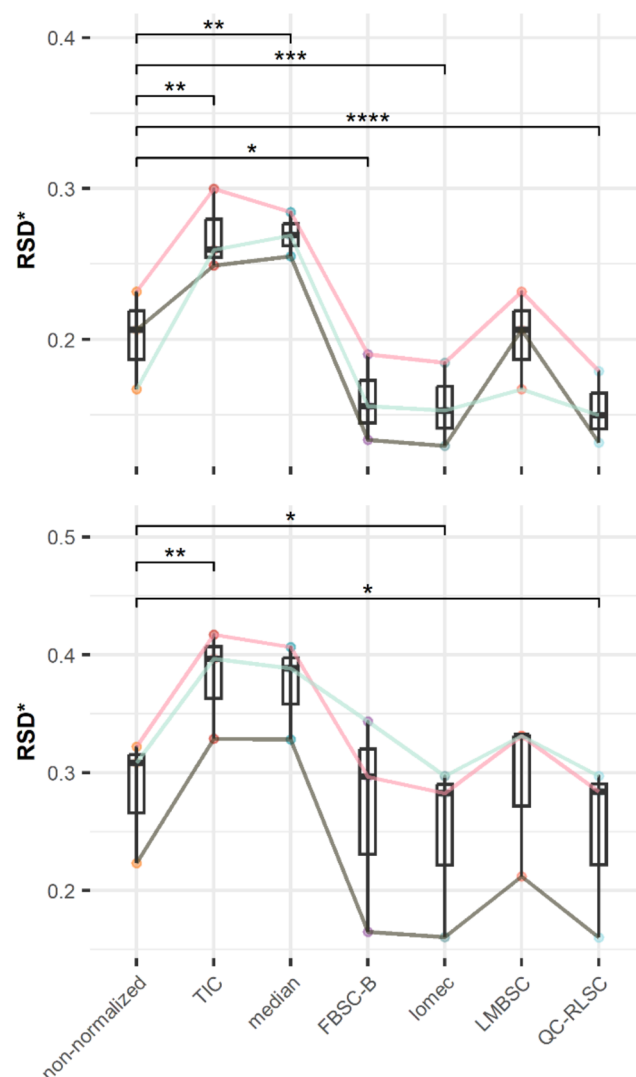 0.4
**
***
**
****
*
0.3
RSD*
0.2
0.5
*
**
*
0.4
RSD*
0.3
0.2
non-normalized
TIC
median
FBSC-B
lomec
LMBSC
QC-RLSC